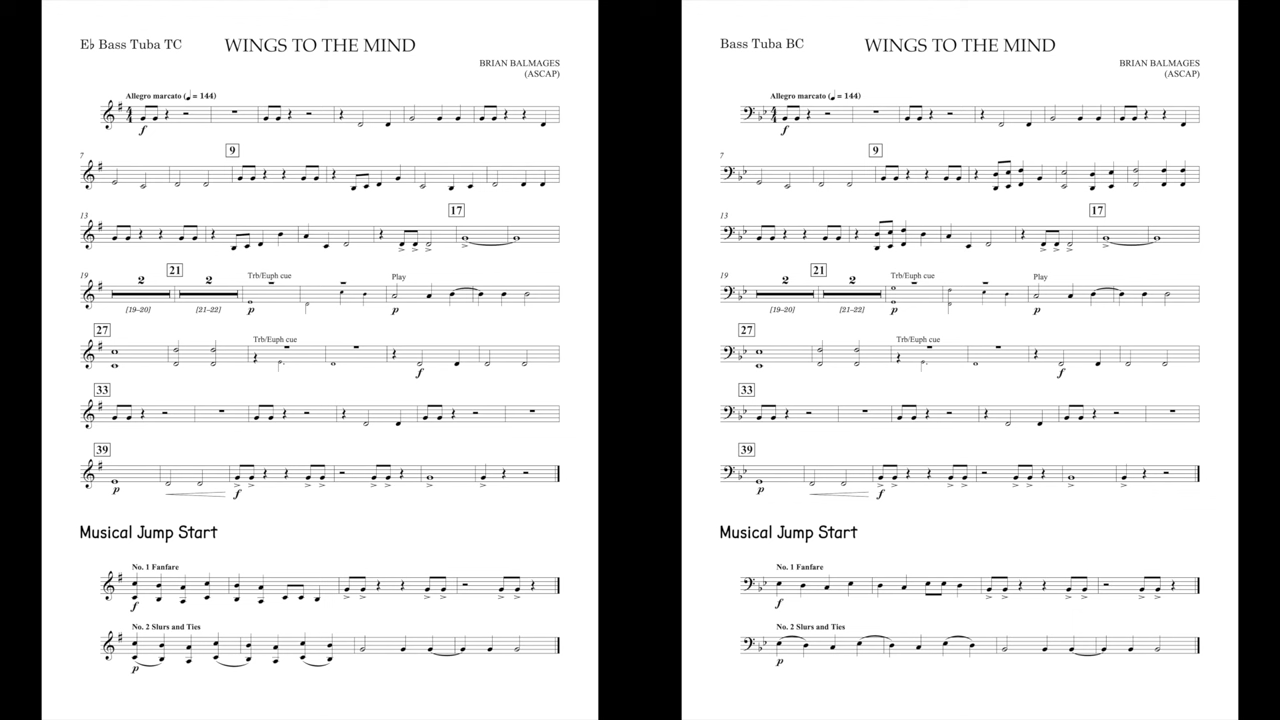 E♭ Bass Tuba TC
WINGS TO THE MIND
BRIAN BALMAGES
(ASCAP)
Allegro marcato (♩ = 144)
f
7
9
13
17
19
2
21
2
Trb/Euph cue
Play
[19–20]
[21–22]
p
p
27
Trb/Euph cue
f
33
39
p
f
Musical Jump Start
No. 1 Fanfare
f
No. 2 Slurs and Ties
p
Bass Tuba BC
WINGS TO THE MIND
BRIAN BALMAGES
(ASCAP)
Allegro marcato (♩ = 144)
f
7
9
13
17
19
2
21
2
Trb/Euph cue
Play
[19–20]
[21–22]
p
p
27
Trb/Euph cue
f
33
39
p
f
Musical Jump Start
No. 1 Fanfare
f
No. 2 Slurs and Ties
p